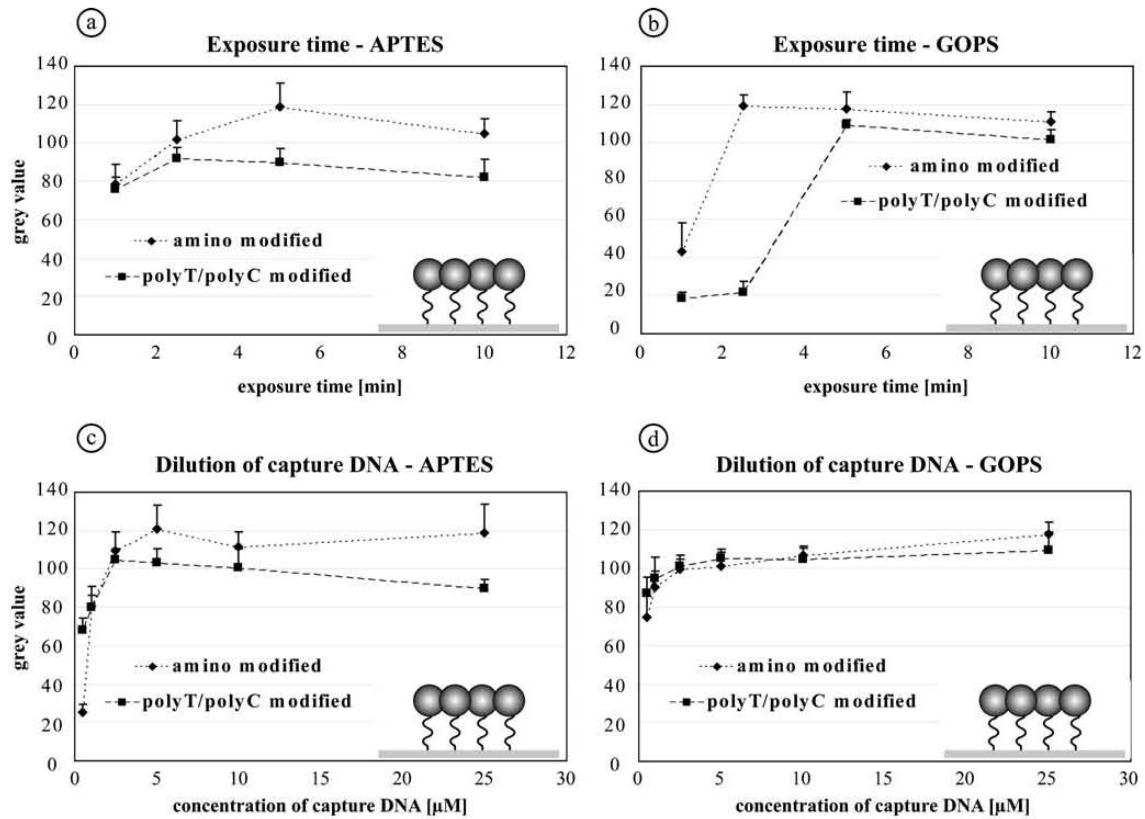 a
Exposure time - APTES
140
120
100
80
60
40
20
0
grey value
amino modified
polyT/polyC modified
0 2 4 6 8 10 12
exposure time [min]
b
Exposure time - GOPS
140
120
100
80
60
40
20
0
amino modified
polyT/polyC modified
0 2 4 6 8 10 12
exposure time [min]
c
Dilution of capture DNA - APTES
140
120
100
80
60
40
20
0
grey value
amino modified
polyT/polyC modified
0 5 10 15 20 25 30
concentration of capture DNA [µM]
d
Dilution of capture DNA - GOPS
140
120
100
80
60
40
20
0
amino modified
polyT/polyC modified
0 5 10 15 20 25 30
concentration of capture DNA [µM]